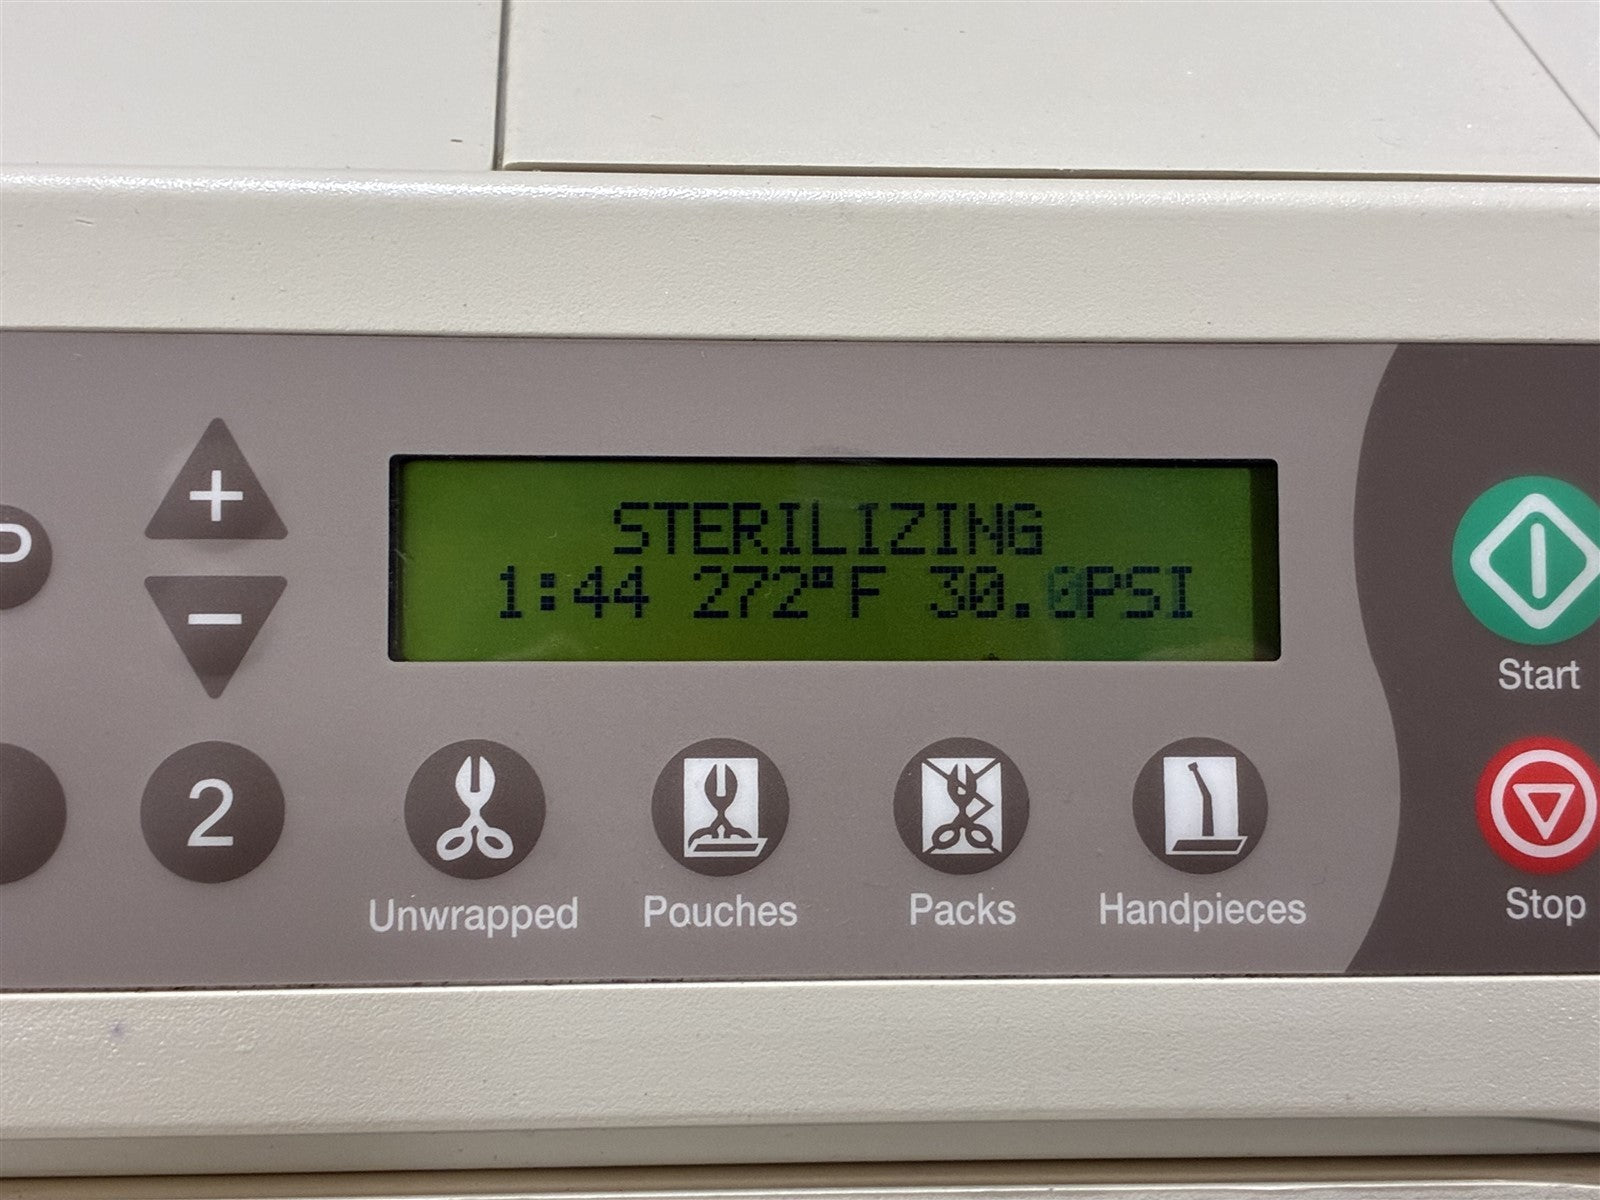 STERILIZING
1:44 272°F 30.0PSI
P
+
-
2
Unwrapped
Pouches
Packs
Handpieces
Start
Stop